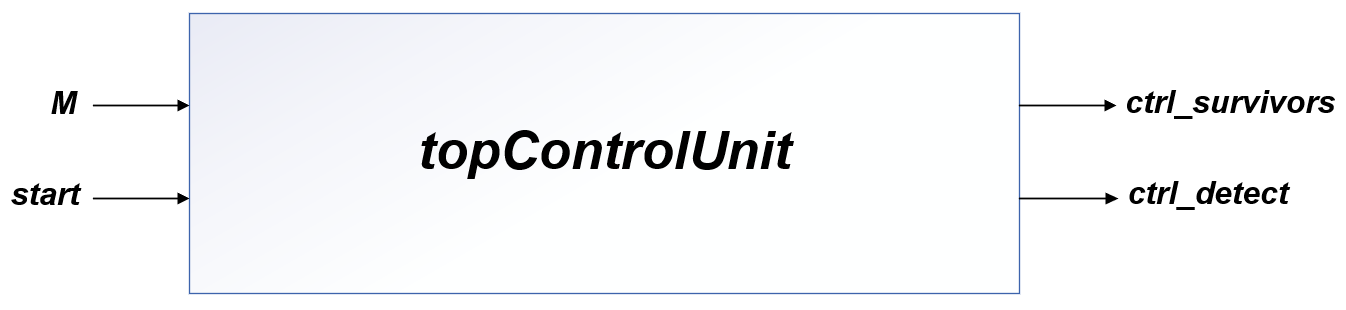 M
start
topControlUnit
ctrl_survivors
ctrl_detect